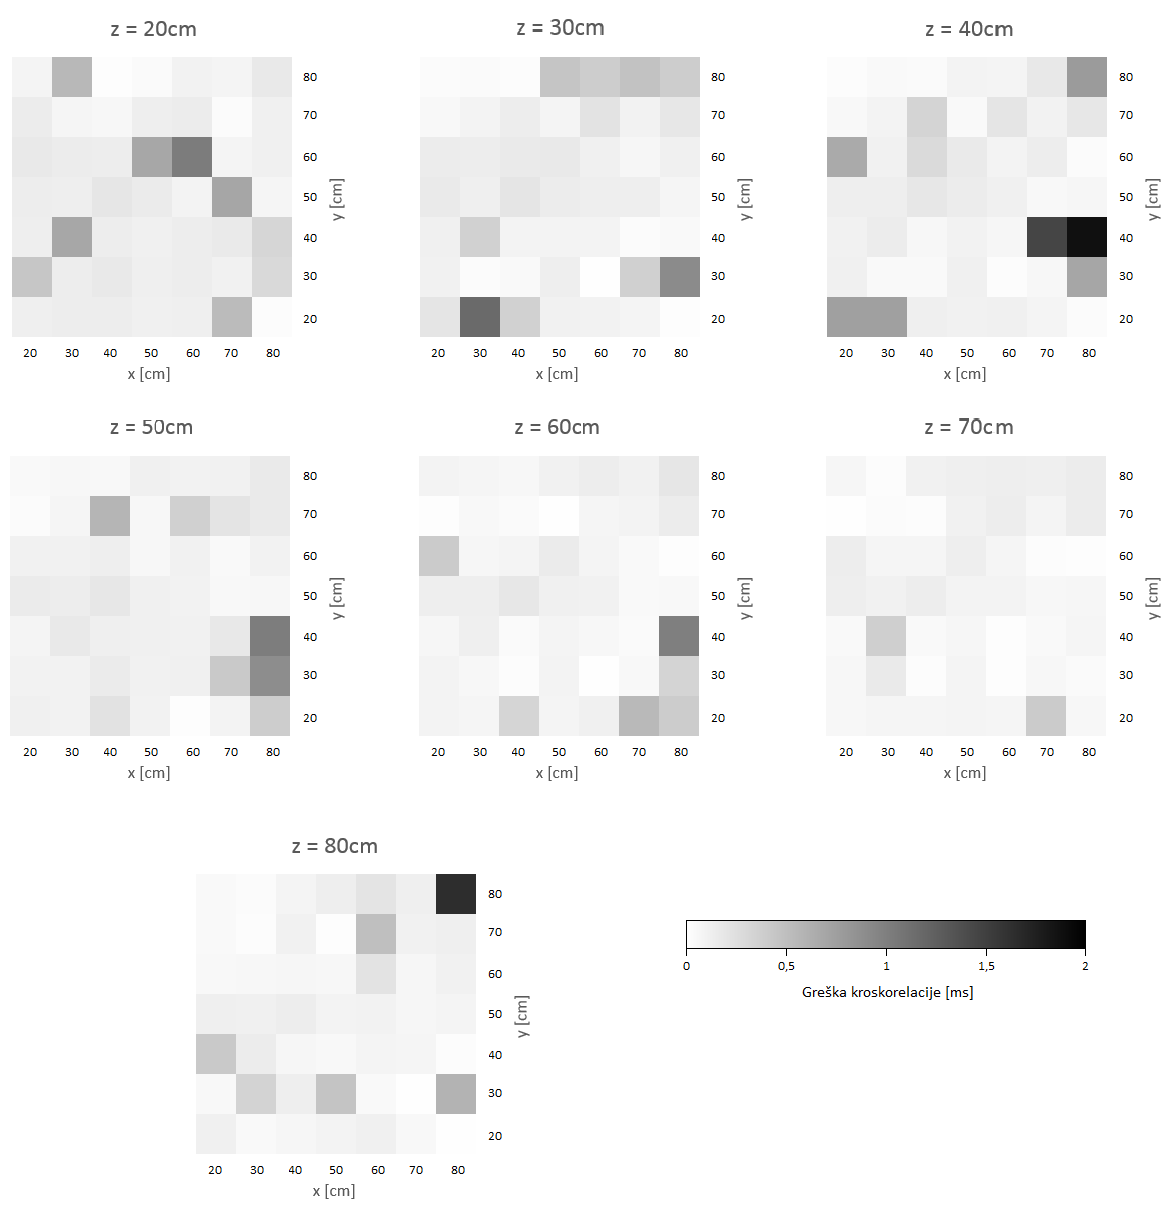 z = 20cm
z = 30cm
z = 40cm
80
70
60
50
40
30
20
y [cm]
20 30 40 50 60 70 80
x [cm]
80
70
60
50
40
30
20
y [cm]
20 30 40 50 60 70 80
x [cm]
80
70
60
50
40
30
20
y [cm]
20 30 40 50 60 70 80
x [cm]
z = 50cm
z = 60cm
z = 70cm
80
70
60
50
40
30
20
y [cm]
20 30 40 50 60 70 80
x [cm]
80
70
60
50
40
30
20
y [cm]
20 30 40 50 60 70 80
x [cm]
80
70
60
50
40
30
20
y [cm]
20 30 40 50 60 70 80
x [cm]
z = 80cm
80
70
60
50
40
30
20
y [cm]
20 30 40 50 60 70 80
x [cm]
0 0,5 1 1,5 2
Greška kroskorelacije [ms]